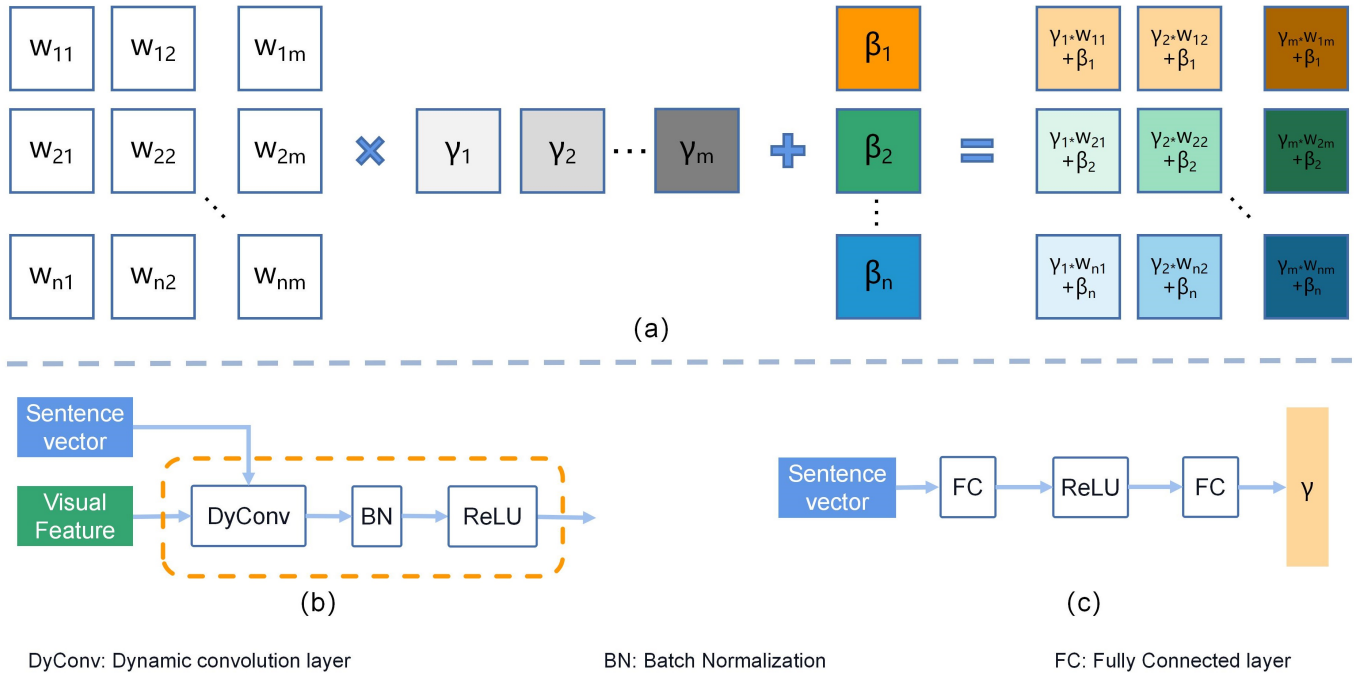 w₁₁ w₁₂ w₁ₘ β₁ γ₁*w₁₁ +β₁ γ₂*w₁₂ +β₁ γₘ*w₁ₘ +β₁
w₂₁ w₂₂ w₂ₘ × γ₁ γ₂ ··· γₘ + β₂ = γ₁*w₂₁ +β₂ γ₂*w₂₂ +β₂ γₘ*w₂ₘ +β₂
wₙ₁ wₙ₂ wₙₘ βₙ γ₁*wₙ₁ +βₙ γ₂*wₙ₂ +βₙ γₘ*wₙₘ +βₙ
(a)
Sentence
vector
Visual
Feature
DyConv
BN
ReLU
(b)
Sentence
vector
FC
ReLU
FC
γ
(c)
DyConv: Dynamic convolution layer
BN: Batch Normalization
FC: Fully Connected layer